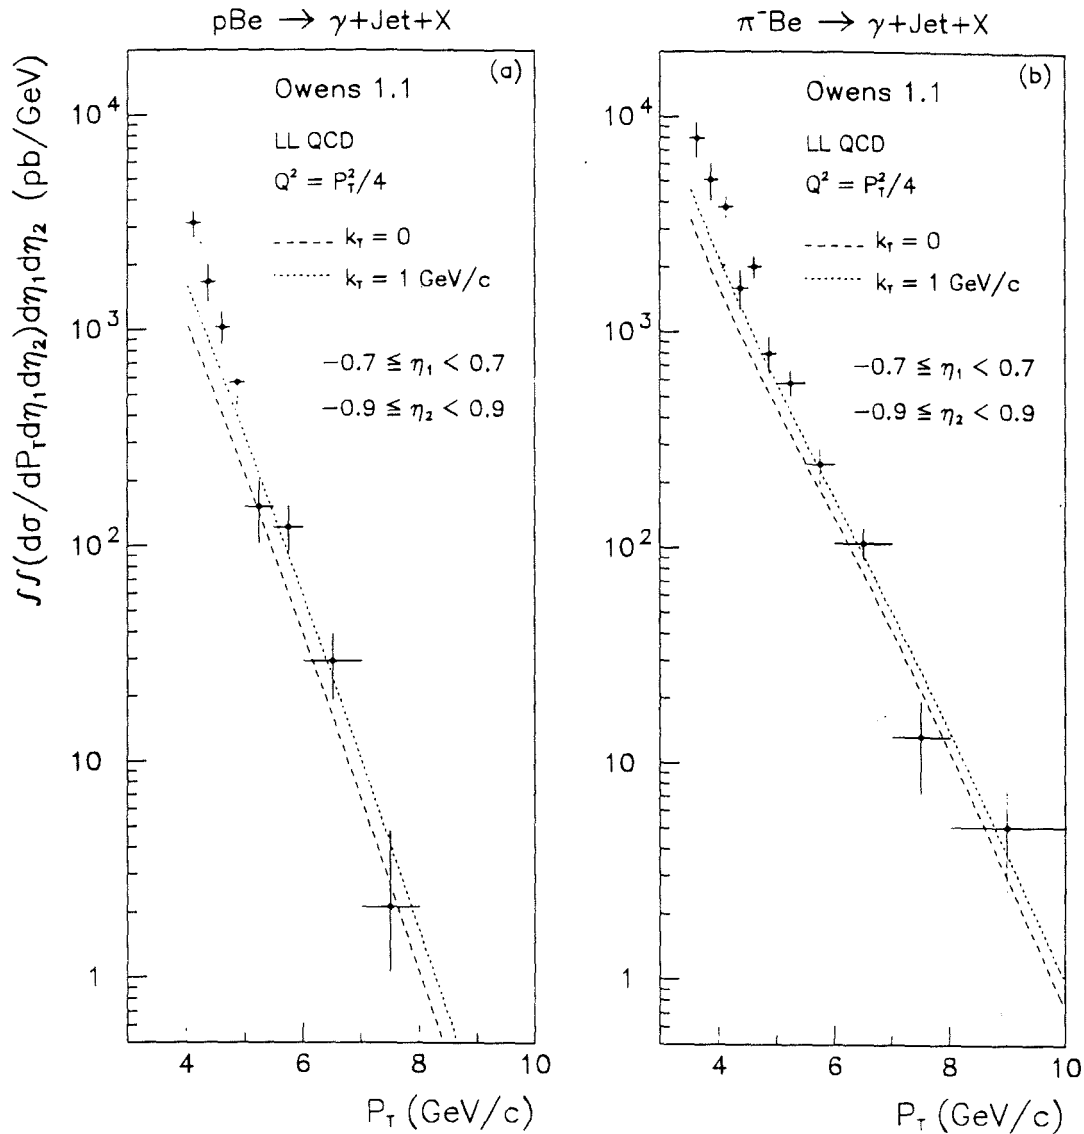 pBe → γ+Jet+X
π⁻Be → γ+Jet+X
∫∫(dσ/dP_T dη₁dη₂)dη₁dη₂ (pb/GeV)
(a)
Owens 1.1
LL QCD
Q² = P_T²/4
k_T = 0
k_T = 1 GeV/c
−0.7 ≦ η₁ < 0.7
−0.9 ≦ η₂ < 0.9
10⁴
10³
10²
10
1
4 6 8 10
P_T (GeV/c)
(b)
Owens 1.1
LL QCD
Q² = P_T²/4
k_T = 0
k_T = 1 GeV/c
−0.7 ≦ η₁ < 0.7
−0.9 ≦ η₂ < 0.9
10⁴
10³
10²
10
1
4 6 8 10
P_T (GeV/c)